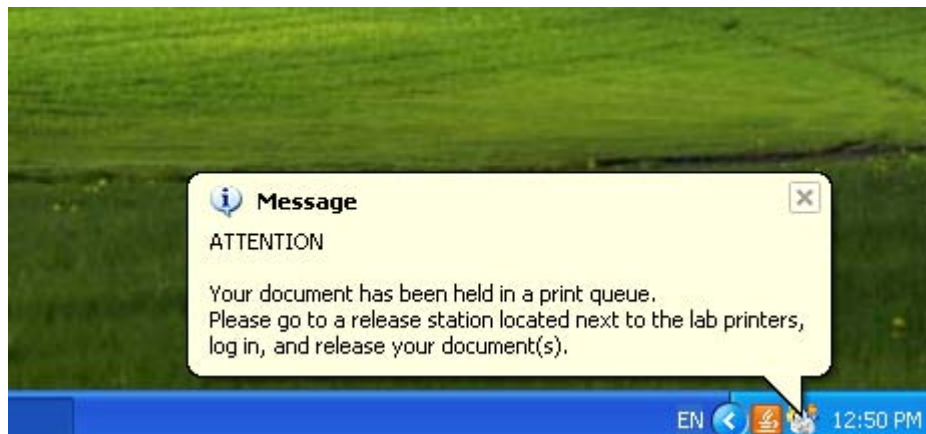 Message
ATTENTION
Your document has been held in a print queue.
Please go to a release station located next to the lab printers,
log in, and release your document(s).
EN 12:50 PM